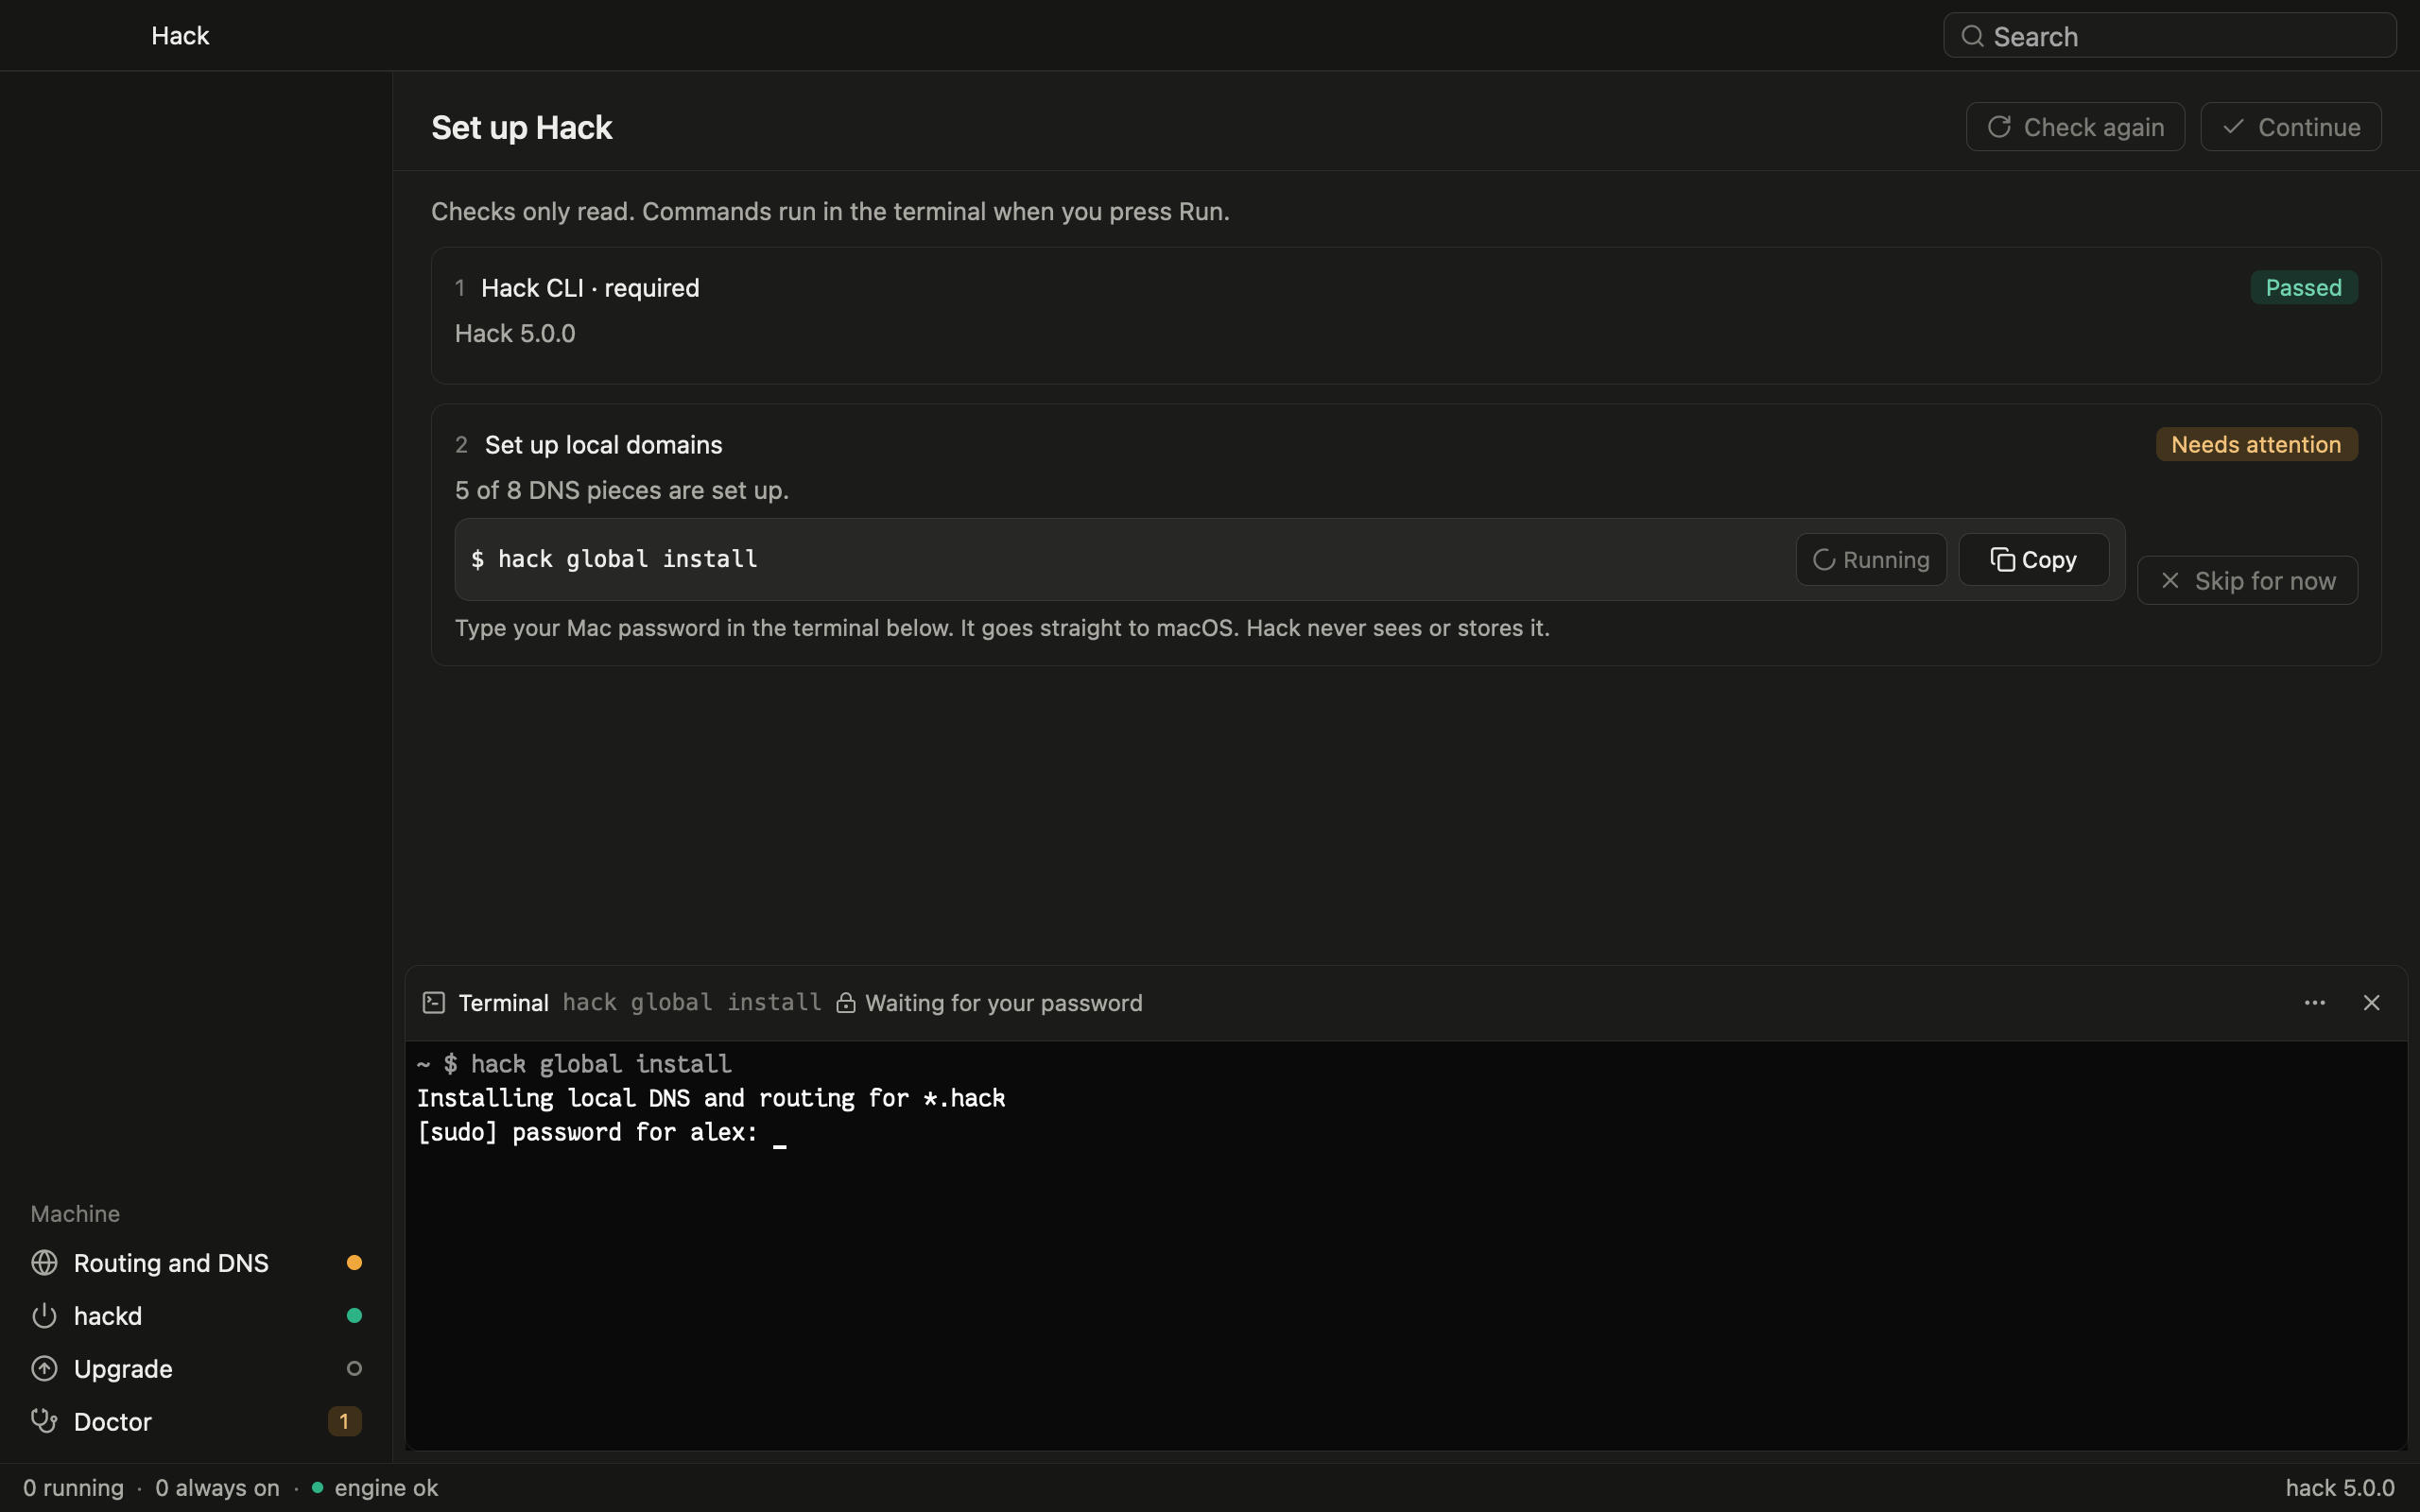 Hack
Search
Set up Hack
Check again
Continue
Checks only read. Commands run in the terminal when you press Run.
1 Hack CLI · required
Passed
Hack 5.0.0
2 Set up local domains
Needs attention
5 of 8 DNS pieces are set up.
$ hack global install
Running
Copy
Skip for now
Type your Mac password in the terminal below. It goes straight to macOS. Hack never sees or stores it.
Terminal hack global install Waiting for your password
~ $ hack global install
Installing local DNS and routing for *.hack
[sudo] password for alex: _
Machine
Routing and DNS
hackd
Upgrade
Doctor 1
0 running · 0 always on · engine ok
hack 5.0.0